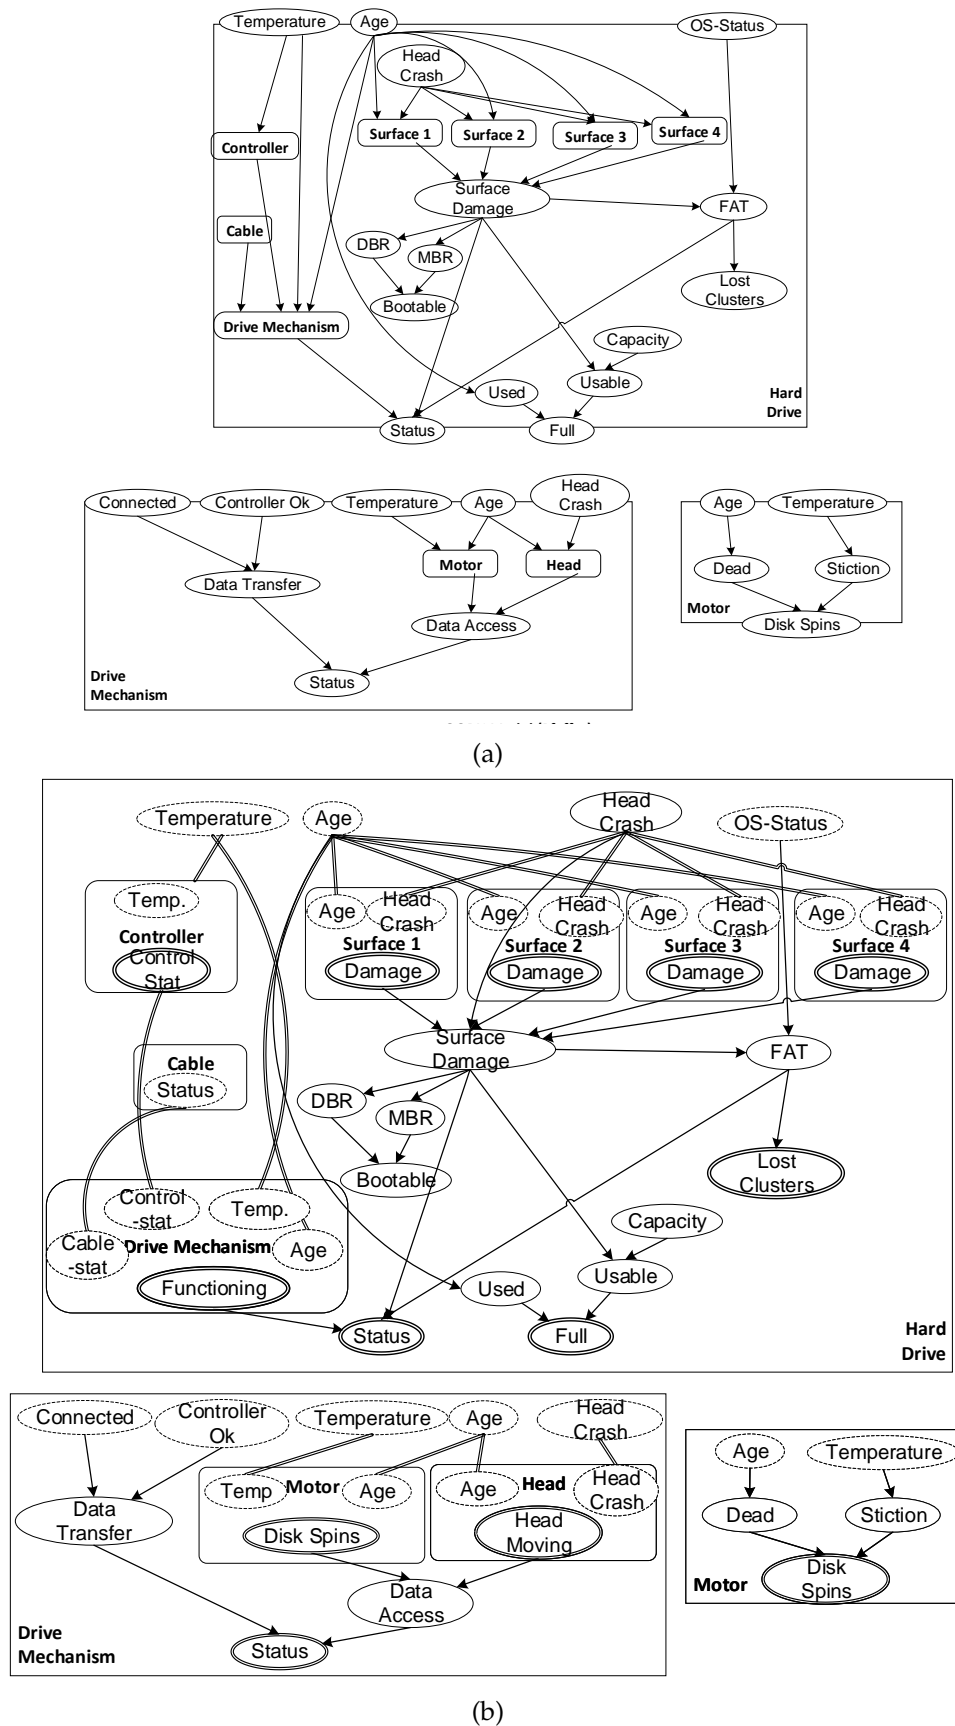 Temperature
Age
OS-Status
Head
Crash
Surface 1
Surface 2
Surface 3
Surface 4
Controller
Surface
Damage
FAT
Cable
DBR
MBR
Lost
Clusters
Bootable
Drive Mechanism
Capacity
Usable
Used
Hard
Drive
Status
Full
Connected
Controller Ok
Temperature
Age
Head
Crash
Motor
Head
Data Transfer
Data Access
Drive
Mechanism
Status
Age
Temperature
Dead
Stiction
Motor
Disk Spins
(a)
Temperature
Age
Head
Crash
OS-Status
Temp.
Controller
Control
Stat
Age
Head
Crash
Surface 1
Damage
Age
Head
Crash
Surface 2
Damage
Age
Head
Crash
Surface 3
Damage
Age
Head
Crash
Surface 4
Damage
Surface
Damage
FAT
Cable
Status
DBR
MBR
Bootable
Lost
Clusters
Control
-stat
Temp.
Cable
-stat
Drive Mechanism
Age
Functioning
Capacity
Usable
Used
Status
Full
Hard
Drive
Connected
Controller
Ok
Temperature
Age
Head
Crash
Temp
Motor
Age
Disk Spins
Age
Head
Head
Crash
Head
Moving
Data
Transfer
Data
Access
Drive
Mechanism
Status
Age
Temperature
Dead
Stiction
Motor
Disk
Spins
(b)